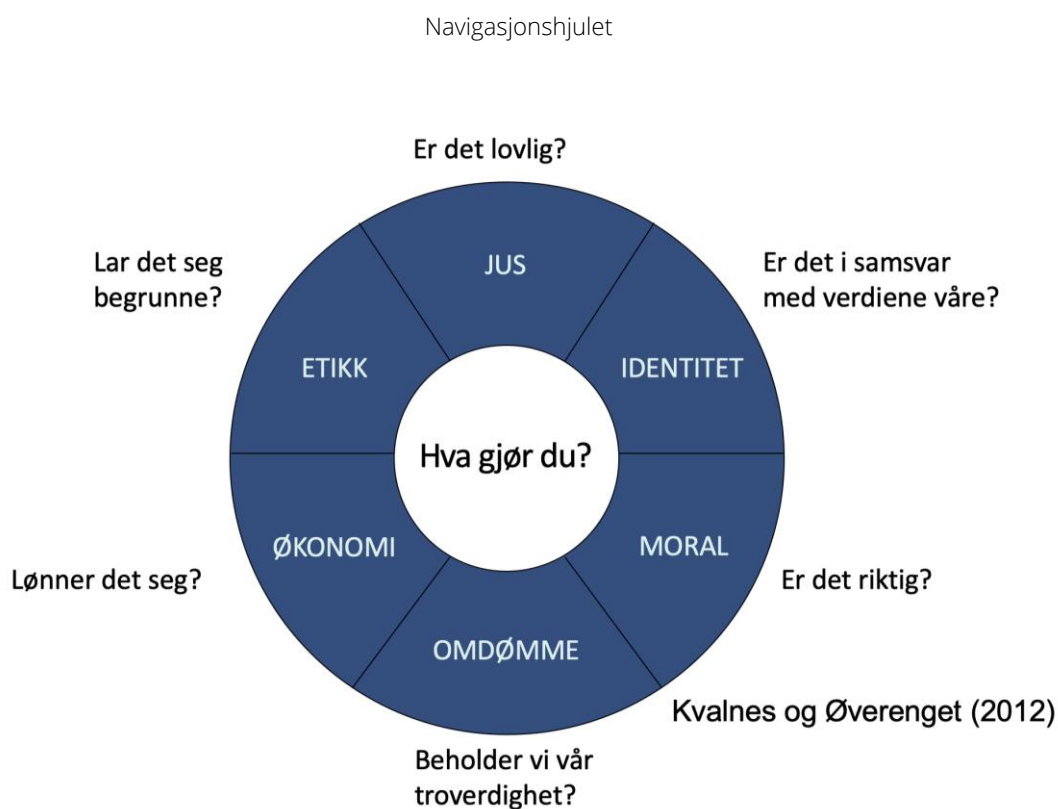 Navigasjonshjulet
Er det lovlig?
JUS
Lar det seg
begrunne?
Er det i samsvar
med verdiene våre?
ETIKK
IDENTITET
Hva gjør du?
ØKONOMI
MORAL
Lønner det seg?
Er det riktig?
OMDØMME
Kvalnes og Øverenget (2012)
Beholder vi vår
troverdighet?